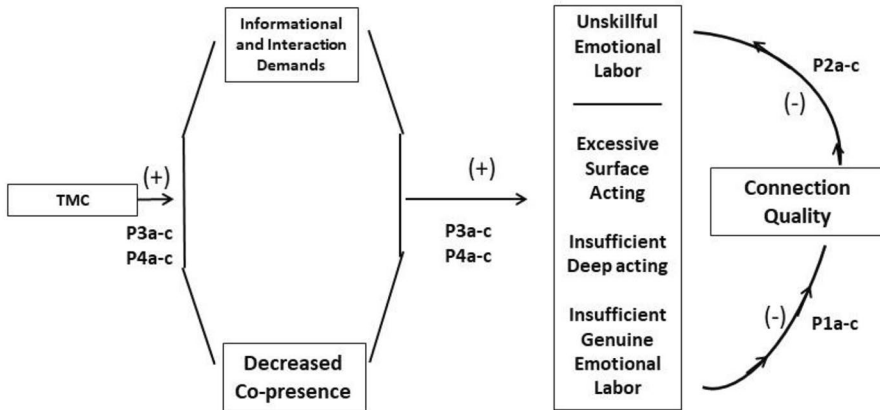 Informational
and Interaction
Demands
TMC
(+)
P3a-c
P4a-c
Decreased
Co-presence
(+)
P3a-c
P4a-c
Unskillful
Emotional
Labor
Excessive
Surface
Acting
Insufficient
Deep acting
Insufficient
Genuine
Emotional
Labor
P2a-c
(-)
Connection
Quality
(-)
P1a-c